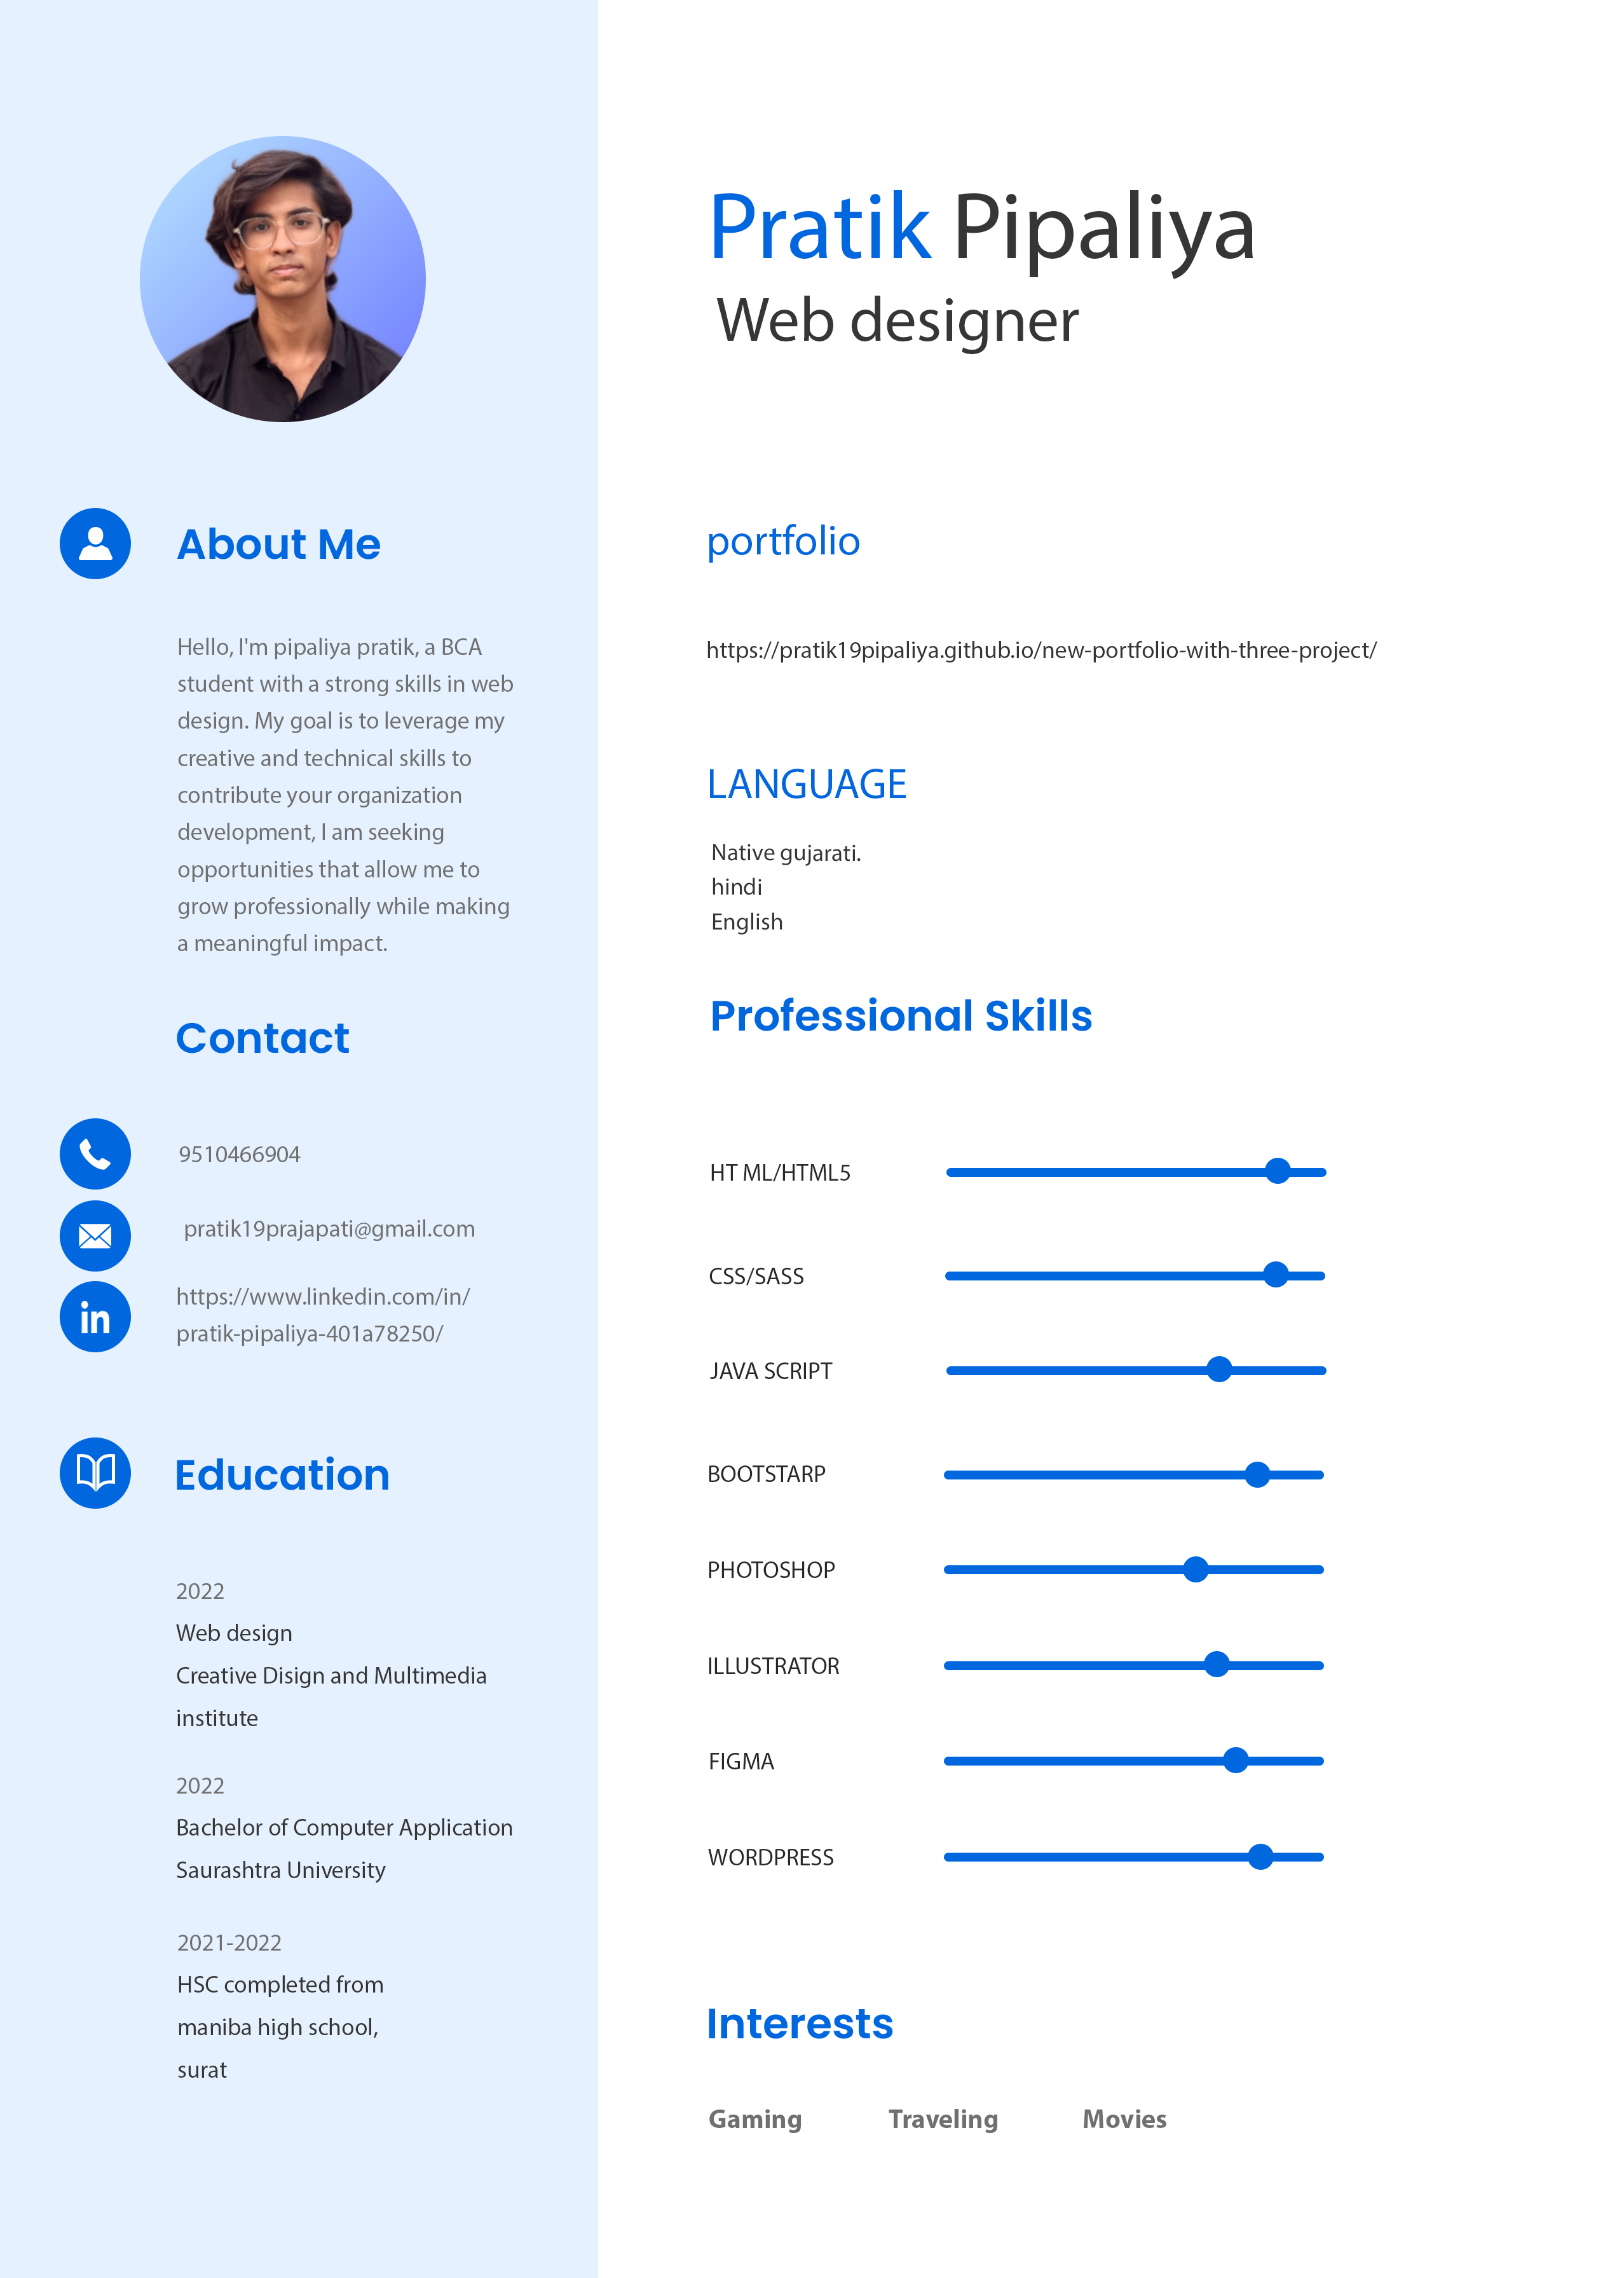 Pratik Pipaliya
Web designer
About Me
Hello, I'm pipaliya pratik, a BCA
student with a strong skills in web
design. My goal is to leverage my
creative and technical skills to
contribute your organization
development, I am seeking
opportunities that allow me to
grow professionally while making
a meaningful impact.
Contact
9510466904
pratik19prajapati@gmail.com
in
https://www.linkedin.com/in/
pratik-pipaliya-401a78250/
Education
2022
Web design
Creative Disign and Multimedia
institute
2022
Bachelor of Computer Application
Saurashtra University
2021-2022
HSC completed from
maniba high school,
surat
portfolio
https://pratik19pipaliya.github.io/new-portfolio-with-three-project/
LANGUAGE
Native gujarati.
hindi
English
Professional Skills
HT ML/HTML5
CSS/SASS
JAVA SCRIPT
BOOTSTARP
PHOTOSHOP
ILLUSTRATOR
FIGMA
WORDPRESS
Interests
Gaming Traveling Movies